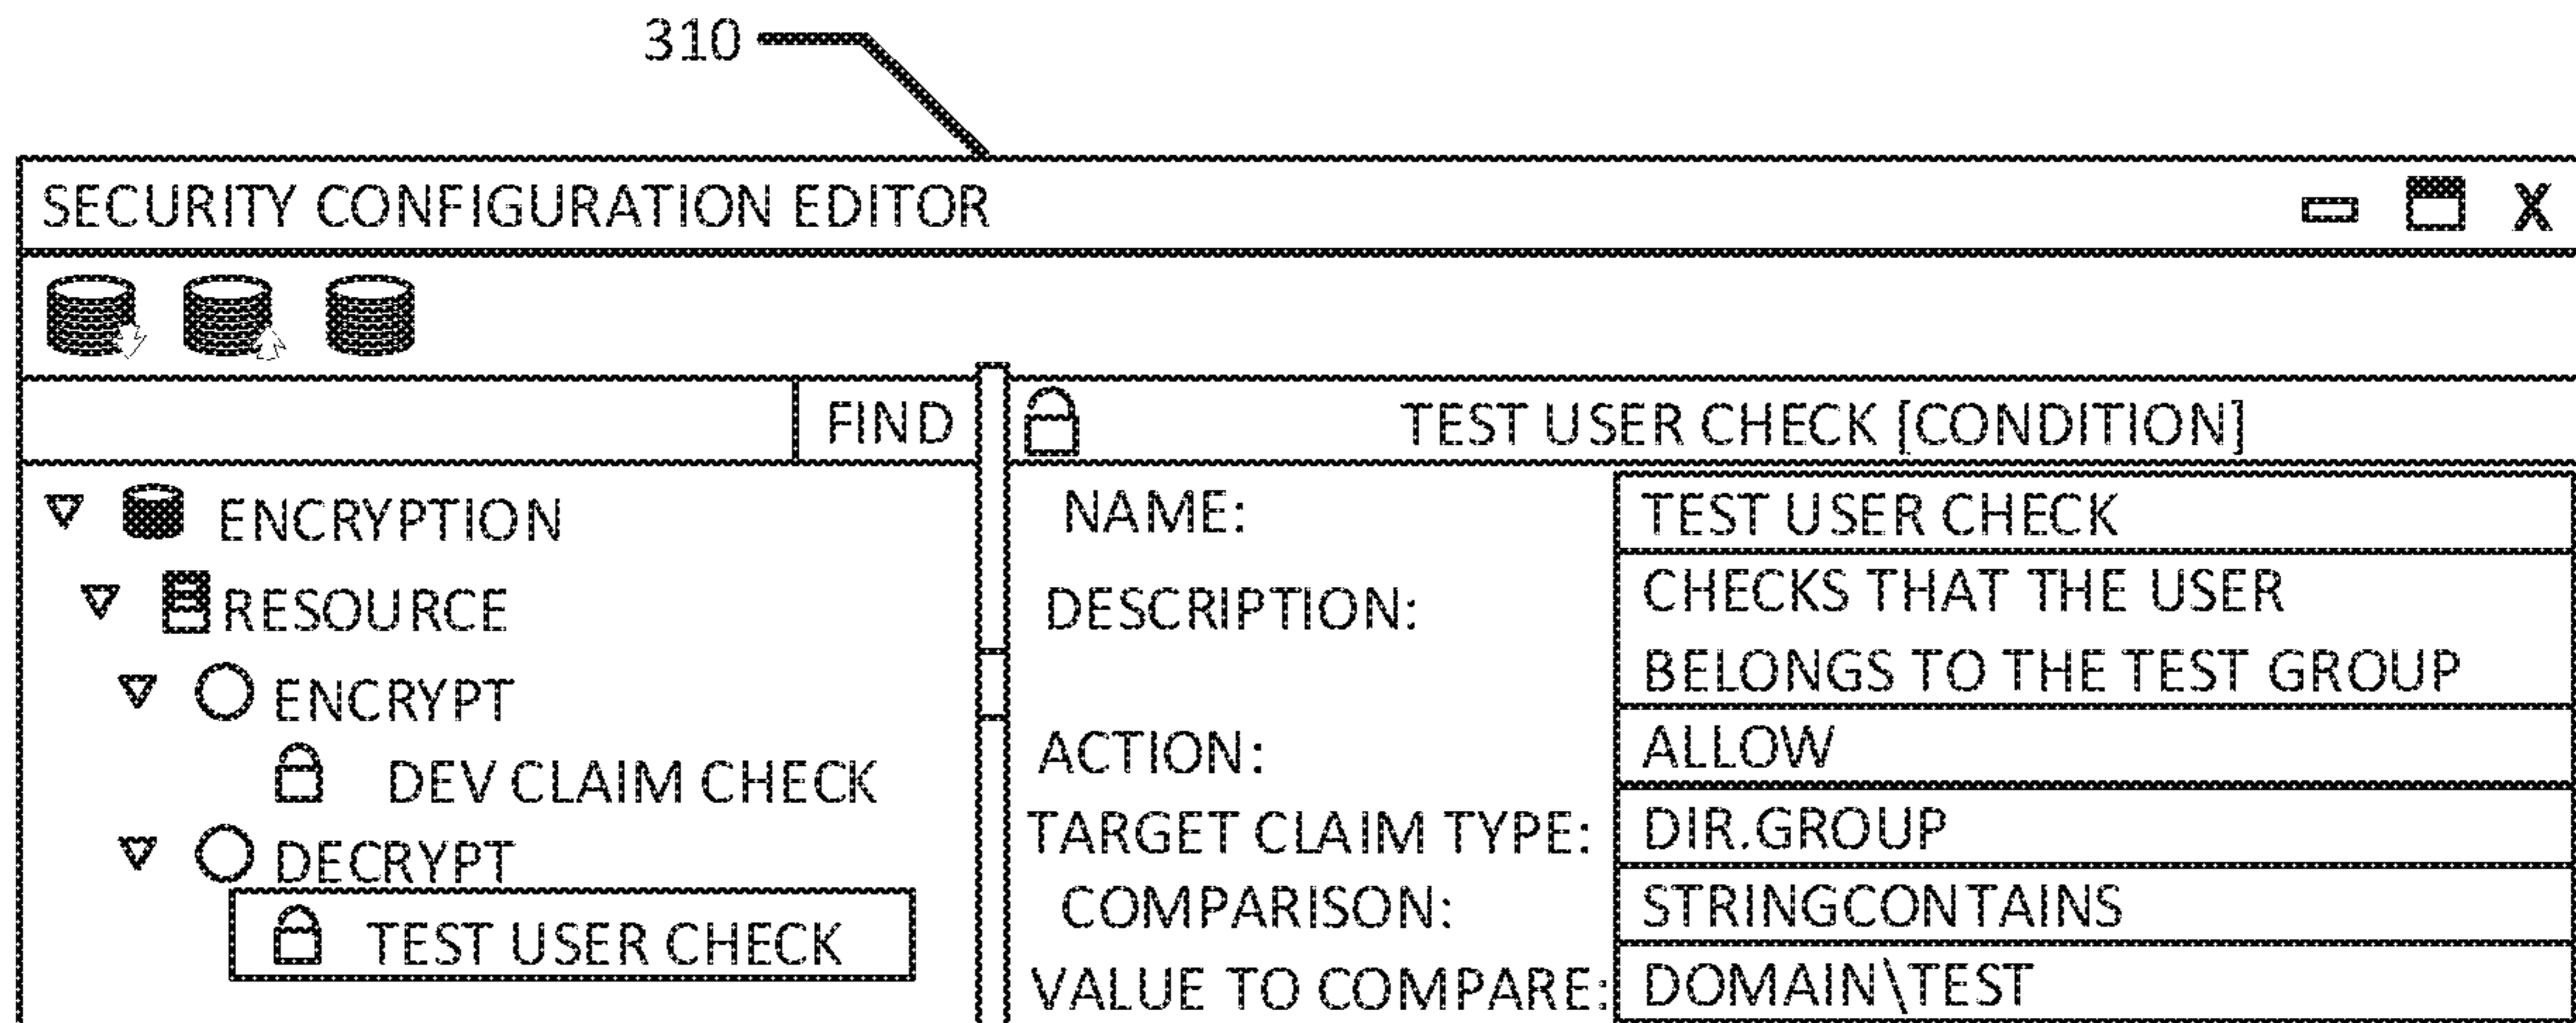 310
SECURITY CONFIGURATION EDITOR
X
FIND
TEST USER CHECK [CONDITION]
ENCRYPTION
RESOURCE
ENCRYPT
DEV CLAIM CHECK
DECRYPT
TEST USER CHECK
NAME: TEST USER CHECK
DESCRIPTION: CHECKS THAT THE USER
BELONGS TO THE TEST GROUP
ACTION: ALLOW
TARGET CLAIM TYPE: DIR.GROUP
COMPARISON: STRINGCONTAINS
VALUE TO COMPARE: DOMAIN\TEST